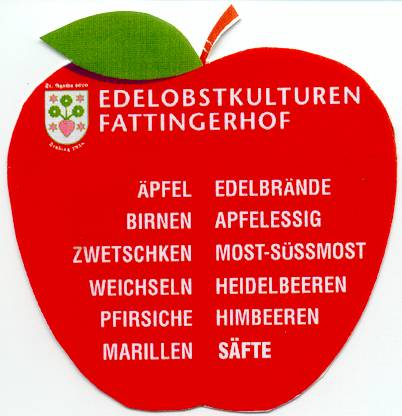 EDELOBSTKULTUREN
FATTINGERHOF
ÄPFEL EDELBRÄNDE
BIRNEN APFELESSIG
ZWETSCHKEN MOST-SÜSSMOST
WEICHSELN HEIDELBEEREN
PFIRSICHE HIMBEEREN
MARILLEN SÄFTE